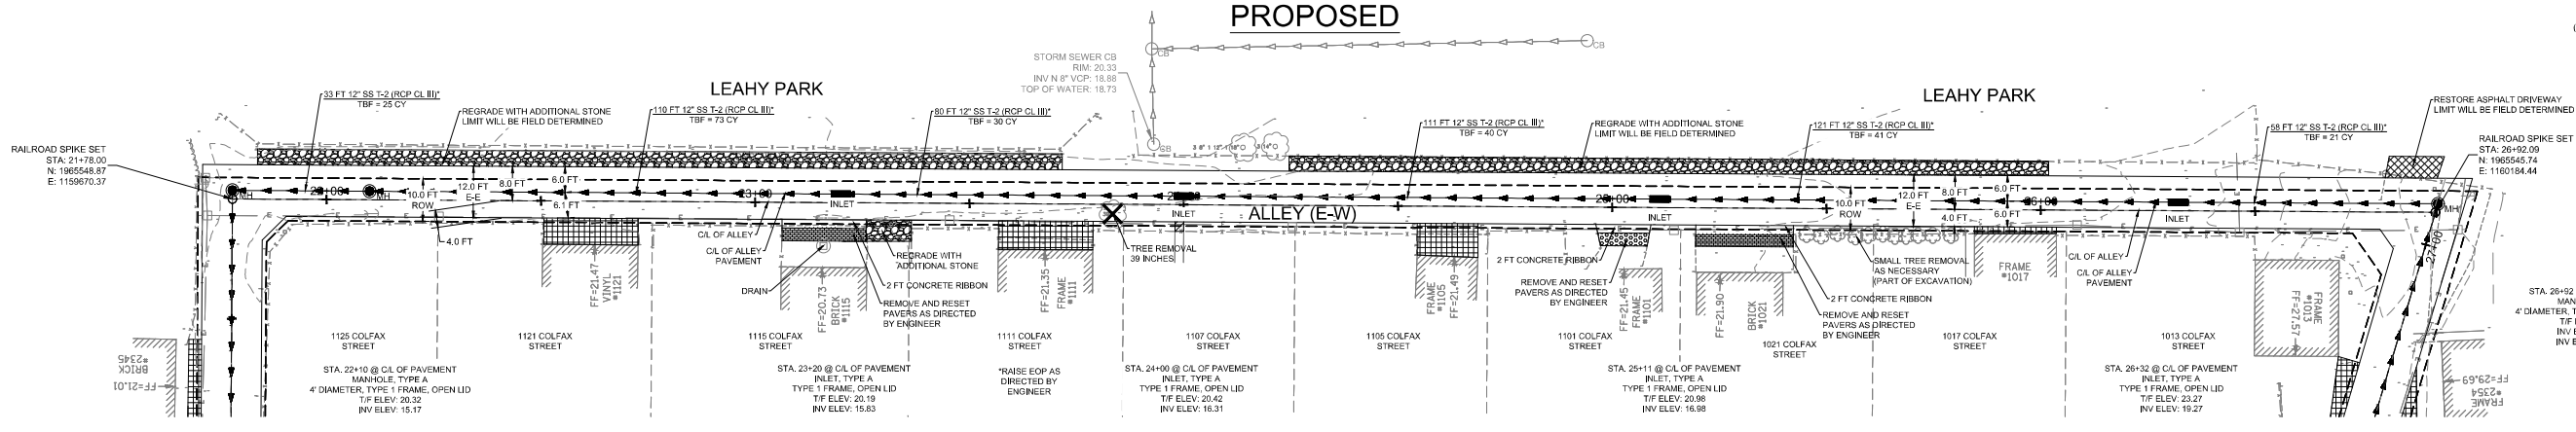 PROPOSED
STORM SEWER CB
RIM: 20.33
INV N 8" VCP: 18.88
TOP OF WATER: 18.73
CB
CB
CB
LEAHY PARK
LEAHY PARK
33 FT 12" SS T-2 (RCP CL III)*
TBF = 25 CY
REGRADE WITH ADDITIONAL STONE
LIMIT WILL BE FIELD DETERMINED
110 FT 12" SS T-2 (RCP CL III)*
TBF = 73 CY
80 FT 12" SS T-2 (RCP CL III)*
TBF = 30 CY
111 FT 12" SS T-2 (RCP CL III)*
TBF = 40 CY
REGRADE WITH ADDITIONAL STONE
LIMIT WILL BE FIELD DETERMINED
121 FT 12" SS T-2 (RCP CL III)*
TBF = 41 CY
58 FT 12" SS T-2 (RCP CL III)*
TBF = 21 CY
RESTORE ASPHALT DRIVEWAY
LIMIT WILL BE FIELD DETERMINED
RAILROAD SPIKE SET
STA: 21+78.00
N: 1965548.87
E: 1159670.37
RAILROAD SPIKE SET
STA: 26+92.09
N: 1965545.74
E: 1160184.44
MH
22+00
MH
10.0 FT
ROW
12.0 FT
E-E
8.0 FT
6.0 FT
6.1 FT
4.0 FT
23+00
INLET
INLET
ALLEY (E-W)
INLET
10.0 FT
ROW
12.0 FT
E-E
8.0 FT
4.0 FT
6.0 FT
6.0 FT
26+00
INLET
MH
27+00
C/L OF ALLEY
C/L OF ALLEY
PAVEMENT
DRAIN
REGRADE WITH
ADDITIONAL STONE
2 FT CONCRETE RIBBON
REMOVE AND RESET
PAVERS AS DIRECTED
BY ENGINEER
TREE REMOVAL
39 INCHES
2 FT CONCRETE RIBBON
REMOVE AND RESET
PAVERS AS DIRECTED
BY ENGINEER
SMALL TREE REMOVAL
AS NECESSARY
(PART OF EXCAVATION)
2 FT CONCRETE RIBBON
REMOVE AND RESET
PAVERS AS DIRECTED
BY ENGINEER
C/L OF ALLEY
C/L OF ALLEY
PAVEMENT
#2345
BRICK
FF=21.01
FF=21.47
VINYL
#1121
FF=20.73
BRICK
#1115
FF=21.35
FRAME
#1111
FRAME
#1105
FF=21.49
FF=21.45
FRAME
#1101
FF=21.90
BRICK
#1021
FRAME
#1017
FRAME
#1013
FF=27.57
FF=29.69
#2354
FRAME
1125 COLFAX
STREET
1121 COLFAX
STREET
1115 COLFAX
STREET
1111 COLFAX
STREET
1107 COLFAX
STREET
1105 COLFAX
STREET
1101 COLFAX
STREET
1021 COLFAX
STREET
1017 COLFAX
STREET
1013 COLFAX
STREET
STA. 22+10 @ C/L OF PAVEMENT
MANHOLE, TYPE A
4' DIAMETER, TYPE 1 FRAME, OPEN LID
T/F ELEV: 20.32
INV ELEV: 15.17
STA. 23+20 @ C/L OF PAVEMENT
INLET, TYPE A
TYPE 1 FRAME, OPEN LID
T/F ELEV: 20.19
INV ELEV: 15.83
*RAISE EOP AS
DIRECTED BY
ENGINEER
STA. 24+00 @ C/L OF PAVEMENT
INLET, TYPE A
TYPE 1 FRAME, OPEN LID
T/F ELEV: 20.42
INV ELEV: 16.31
STA. 25+11 @ C/L OF PAVEMENT
INLET, TYPE A
TYPE 1 FRAME, OPEN LID
T/F ELEV: 20.98
INV ELEV: 16.98
STA. 26+32 @ C/L OF PAVEMENT
INLET, TYPE A
TYPE 1 FRAME, OPEN LID
T/F ELEV: 23.27
INV ELEV: 19.27
STA. 26+92
MAN
4' DIAMETER, T
T/F
INV E
INV E